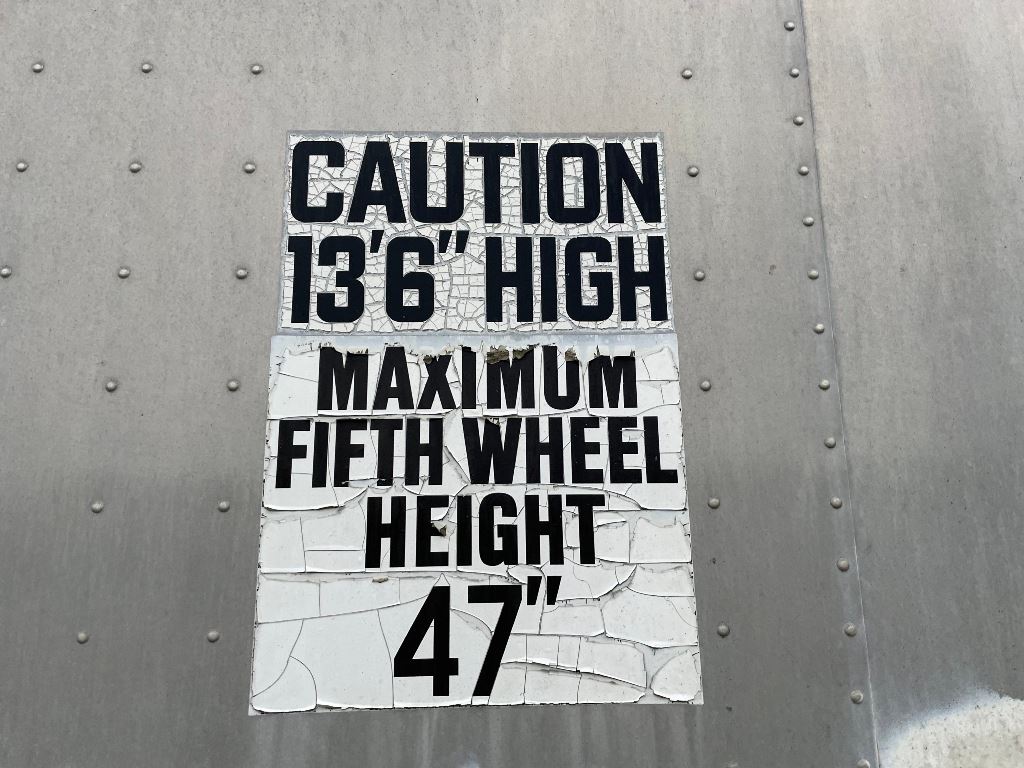 CAUTION
13'6" HIGH
MAXIMUM
FIFTH WHEEL
HEIGHT
47"